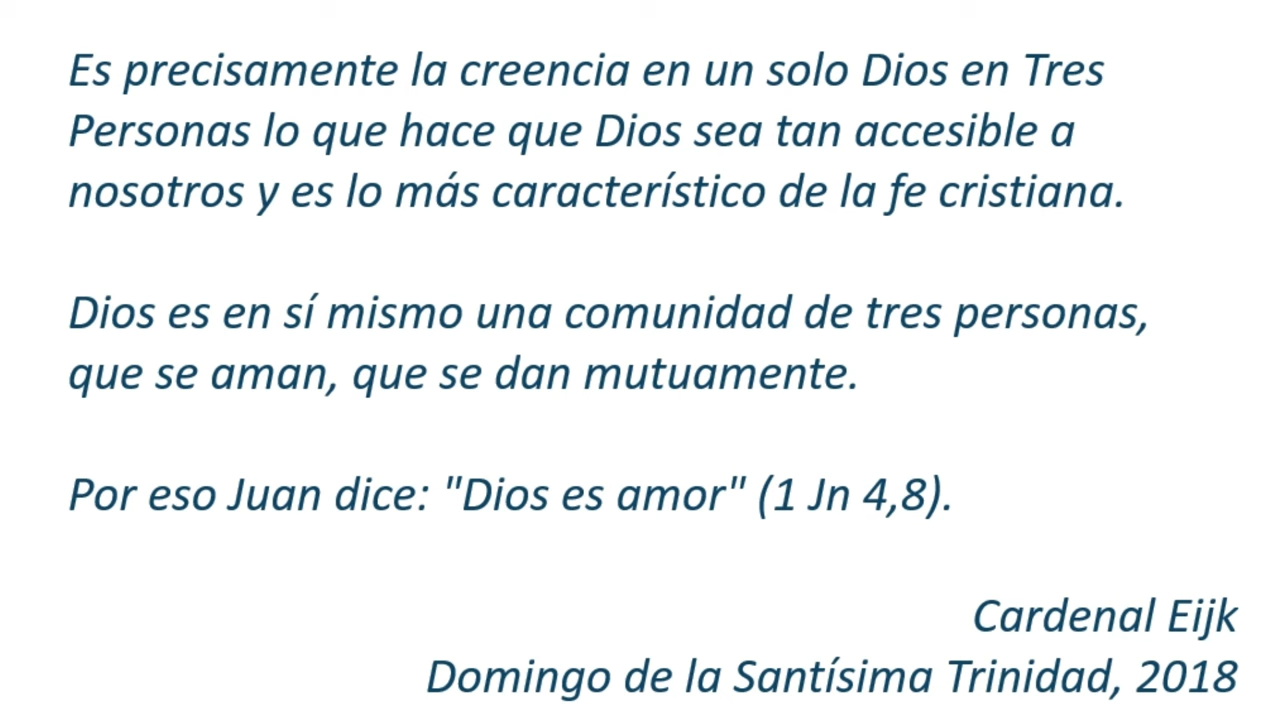 Es precisamente la creencia en un solo Dios en Tres
Personas lo que hace que Dios sea tan accesible a
nosotros y es lo más característico de la fe cristiana.
Dios es en sí mismo una comunidad de tres personas,
que se aman, que se dan mutuamente.
Por eso Juan dice: "Dios es amor" (1 Jn 4,8).
Cardenal Eijk
Domingo de la Santísima Trinidad, 2018